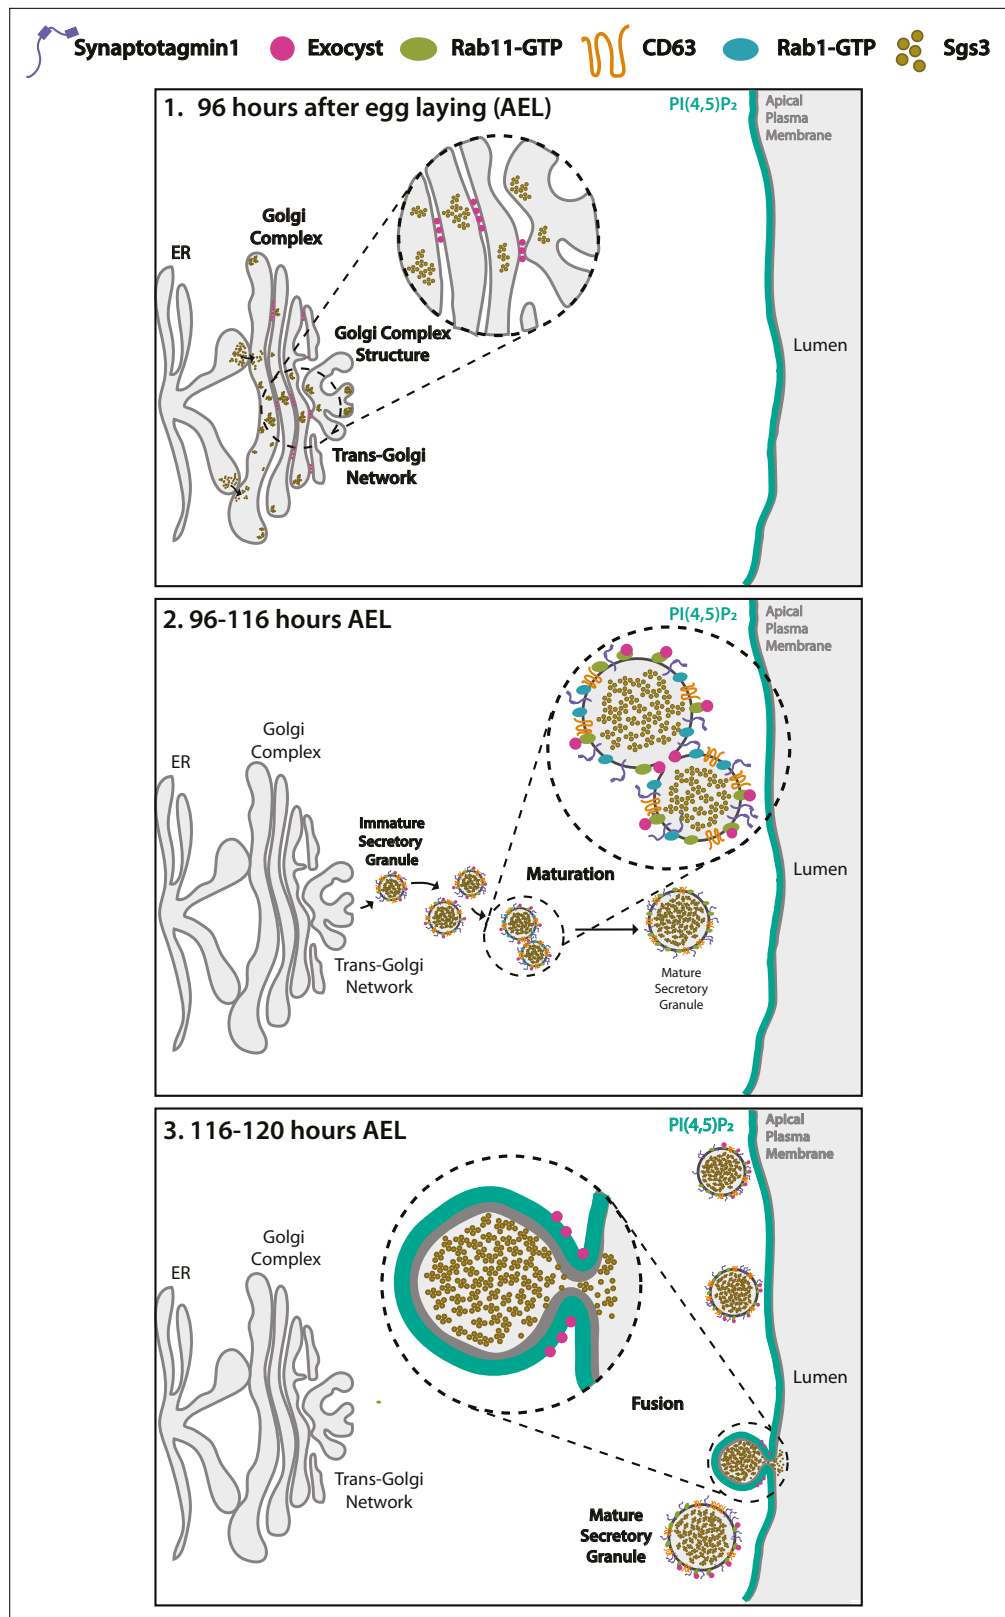 Synaptotagmin1 Exocyst Rab11-GTP CD63 Rab1-GTP Sgs3
1. 96 hours after egg laying (AEL)
PI(4,5)P₂
Apical
Plasma
Membrane
Golgi
Complex
ER
Golgi Complex
Structure
Lumen
Trans-Golgi
Network
2. 96-116 hours AEL
PI(4,5)P₂
Apical
Plasma
Membrane
Golgi
Complex
ER
Immature
Secretory
Granule
Maturation
Lumen
Trans-Golgi
Network
Mature
Secretory
Granule
3. 116-120 hours AEL
PI(4,5)P₂
Apical
Plasma
Membrane
Golgi
Complex
ER
Lumen
Fusion
Trans-Golgi
Network
Mature
Secretory
Granule